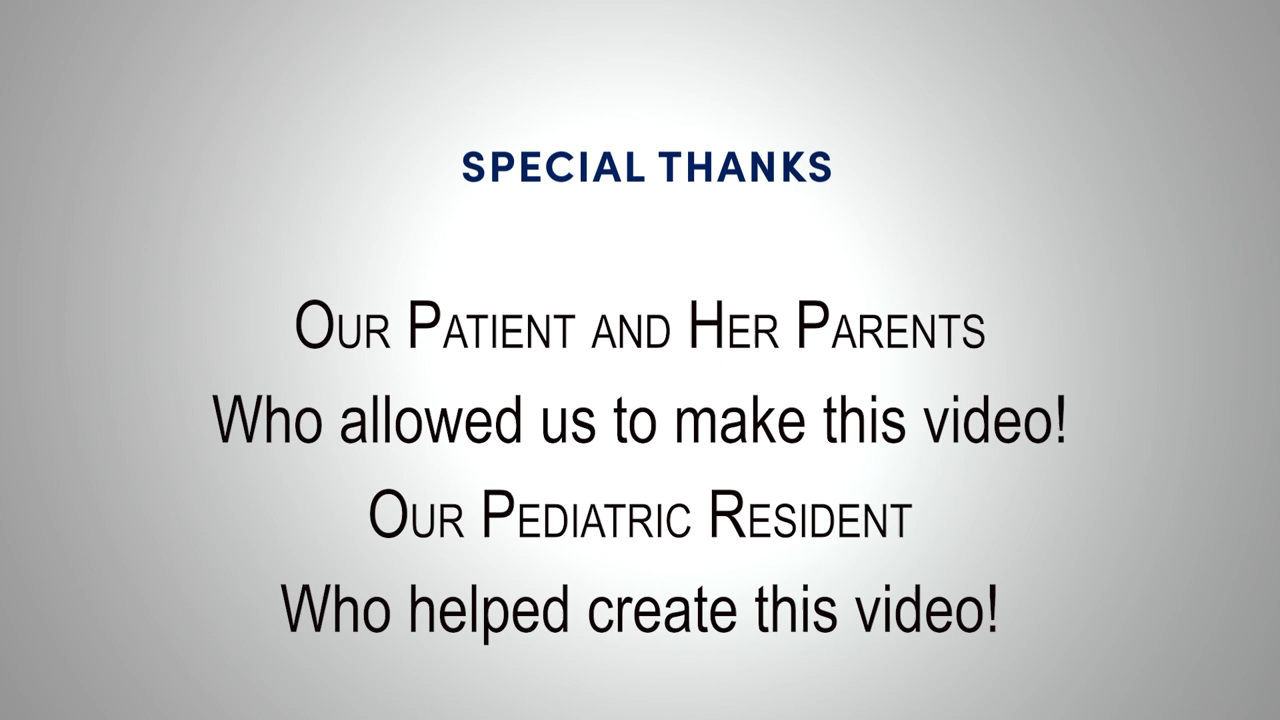 SPECIAL THANKS
Our Patient and Her Parents
Who allowed us to make this video!
Our Pediatric Resident
Who helped create this video!